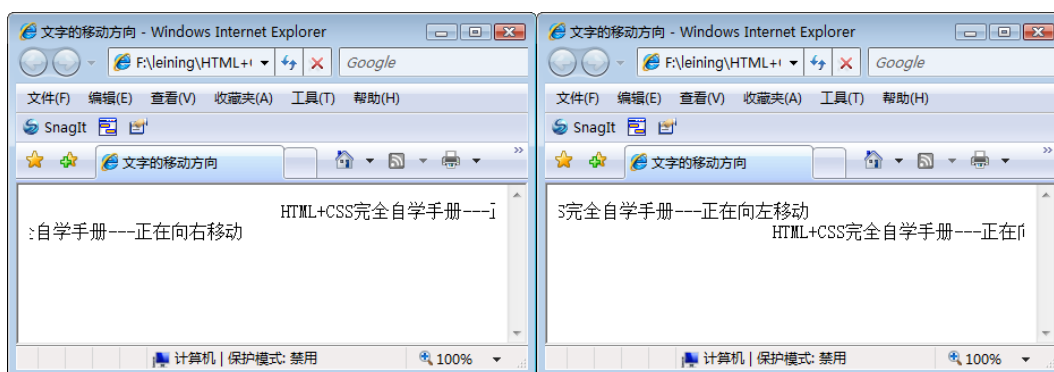 文字的移动方向 - Windows Internet Explorer
F:\leining\HTML+
Google
文件(F) 编辑(E) 查看(V) 收藏夹(A) 工具(T) 帮助(H)
SnagIt
文字的移动方向
HTML+CSS完全自学手册---
自学手册---正在向右移动
计算机 | 保护模式: 禁用
100%
文字的移动方向 - Windows Internet Explorer
F:\leining\HTML+
Google
文件(F) 编辑(E) 查看(V) 收藏夹(A) 工具(T) 帮助(H)
SnagIt
文字的移动方向
S完全自学手册---正在向左移动
HTML+CSS完全自学手册---正在
计算机 | 保护模式: 禁用
100%